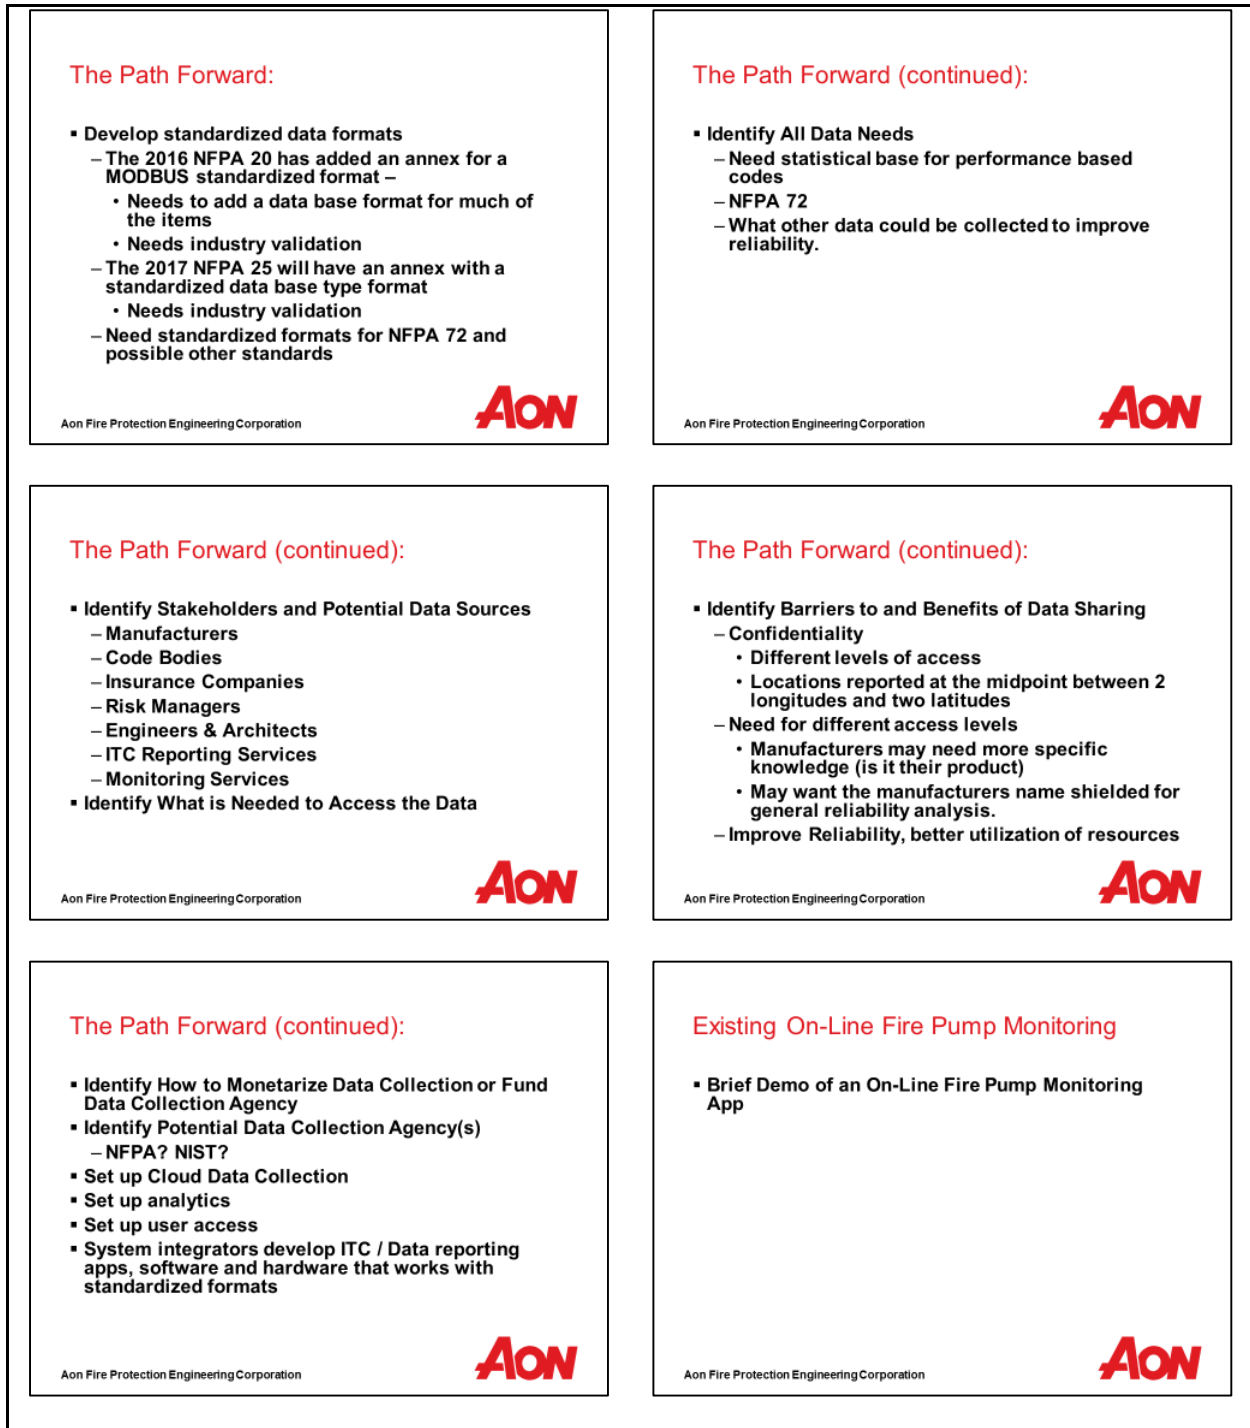 The Path Forward:
▪ Develop standardized data formats
– The 2016 NFPA 20 has added an annex for a
MODBUS standardized format –
• Needs to add a data base format for much of
the items
• Needs industry validation
– The 2017 NFPA 25 will have an annex with a
standardized data base type format
• Needs industry validation
– Need standardized formats for NFPA 72 and
possible other standards
Aon Fire Protection Engineering Corporation
AON
The Path Forward (continued):
▪ Identify All Data Needs
– Need statistical base for performance based
codes
– NFPA 72
– What other data could be collected to improve
reliability.
Aon Fire Protection Engineering Corporation
AON
The Path Forward (continued):
▪ Identify Stakeholders and Potential Data Sources
– Manufacturers
– Code Bodies
– Insurance Companies
– Risk Managers
– Engineers & Architects
– ITC Reporting Services
– Monitoring Services
▪ Identify What is Needed to Access the Data
Aon Fire Protection Engineering Corporation
AON
The Path Forward (continued):
▪ Identify Barriers to and Benefits of Data Sharing
– Confidentiality
• Different levels of access
• Locations reported at the midpoint between 2
longitudes and two latitudes
– Need for different access levels
• Manufacturers may need more specific
knowledge (is it their product)
• May want the manufacturers name shielded for
general reliability analysis.
– Improve Reliability, better utilization of resources
Aon Fire Protection Engineering Corporation
AON
The Path Forward (continued):
▪ Identify How to Monetarize Data Collection or Fund
Data Collection Agency
▪ Identify Potential Data Collection Agency(s)
– NFPA? NIST?
▪ Set up Cloud Data Collection
▪ Set up analytics
▪ Set up user access
▪ System integrators develop ITC / Data reporting
apps, software and hardware that works with
standardized formats
Aon Fire Protection Engineering Corporation
AON
Existing On-Line Fire Pump Monitoring
▪ Brief Demo of an On-Line Fire Pump Monitoring
App
Aon Fire Protection Engineering Corporation
AON